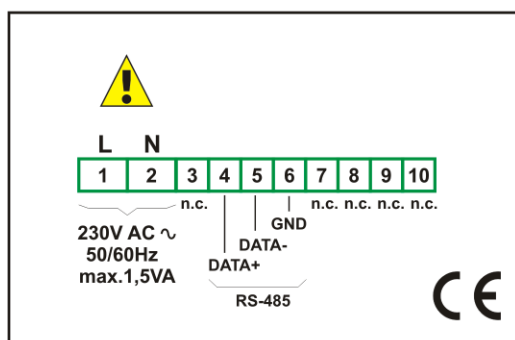 L N
1 2 3 4 5 6 7 8 9 10
n.c. n.c. n.c. n.c. n.c.
GND
230V AC ∿
DATA-
50/60Hz
DATA+
max.1,5VA
RS-485
CE